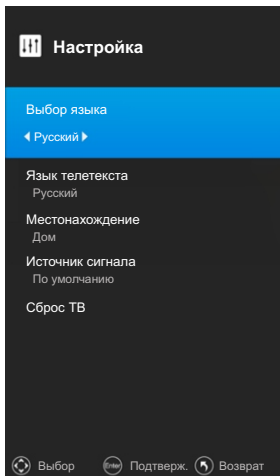 Настройка
Выбор языка
Русский
Язык телетекста
Русский
Местонахождение
Дом
Источник сигнала
По умолчанию
Сброс ТВ
Выбор Enter Подтверж. Возврат